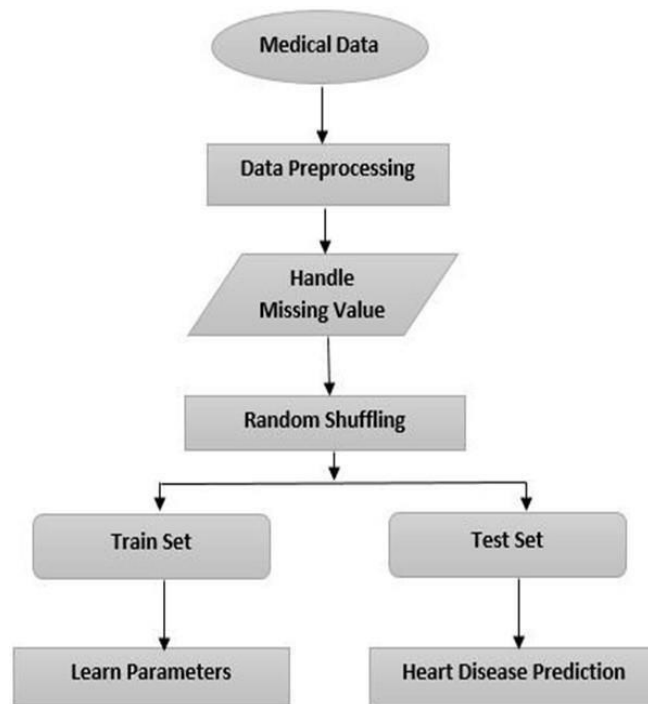 Medical Data
Data Preprocessing
Handle
Missing Value
Random Shuffling
Train Set
Test Set
Learn Parameters
Heart Disease Prediction